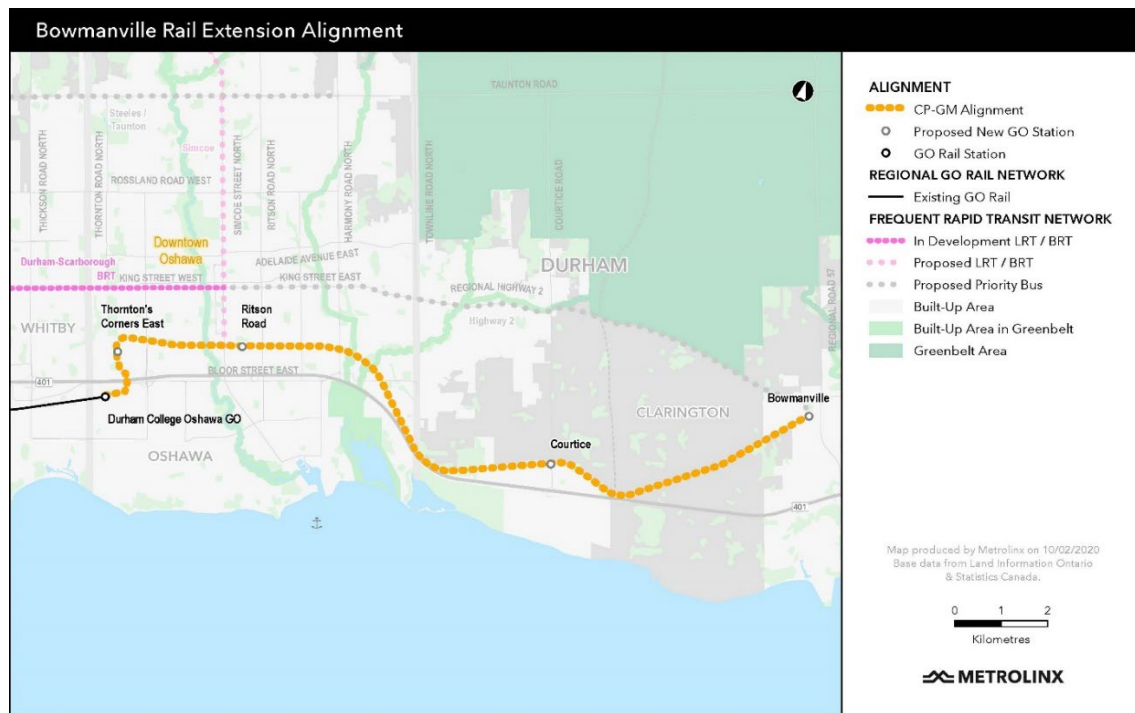 Bowmanville Rail Extension Alignment
TAUNTON ROAD
Steeles /
Taunton
Simcoe
THICKSON ROAD NORTH
THORNTON ROAD NORTH
ROSSLAND ROAD WEST
SIMCOE STREET NORTH
RITSON ROAD NORTH
HARMONY ROAD NORTH
TOWNLINE ROAD NORTH
COURTICE ROAD
Downtown
Oshawa
Durham-Scarborough
BRT
KING STREET WEST
ADELAIDE AVENUE EAST
KING STREET EAST
DURHAM
REGIONAL HIGHWAY 2
Highway 2
REGIONAL ROAD 57
WHITBY
Thornton's
Corners East
Ritson
Road
BLOOR STREET EAST
401
Durham College Oshawa GO
OSHAWA
CLARINGTON
Bowmanville
Courtice
401
ALIGNMENT
CP-GM Alignment
Proposed New GO Station
GO Rail Station
REGIONAL GO RAIL NETWORK
Existing GO Rail
FREQUENT RAPID TRANSIT NETWORK
In Development LRT / BRT
Proposed LRT / BRT
Proposed Priority Bus
Built-Up Area
Built-Up Area in Greenbelt
Greenbelt Area
Map produced by Metrolinx on 10/02/2020
Base data from Land Information Ontario
& Statistics Canada.
0 1 2
Kilometres
METROLINX